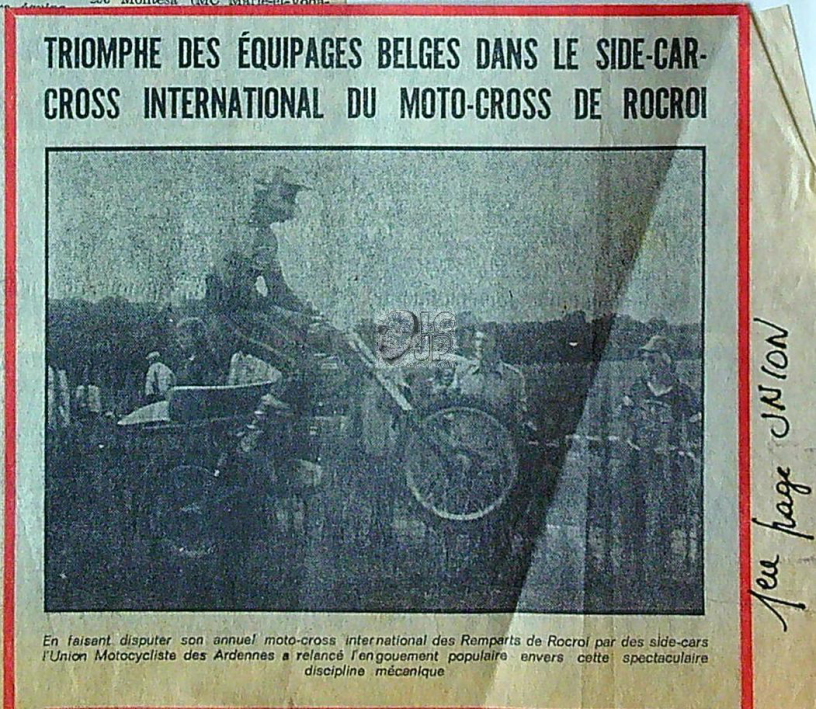 Montesa (MC
TRIOMPHE DES ÉQUIPAGES BELGES DANS LE SIDE-CAR-
CROSS INTERNATIONAL DU MOTO-CROSS DE ROCROI
En faisant disputer son annuel moto-cross international des Remparts de Rocroi par des side-cars
l'Union Motocycliste des Ardennes a relancé l'engouement populaire envers cette spectaculaire
discipline mécanique
page UNION